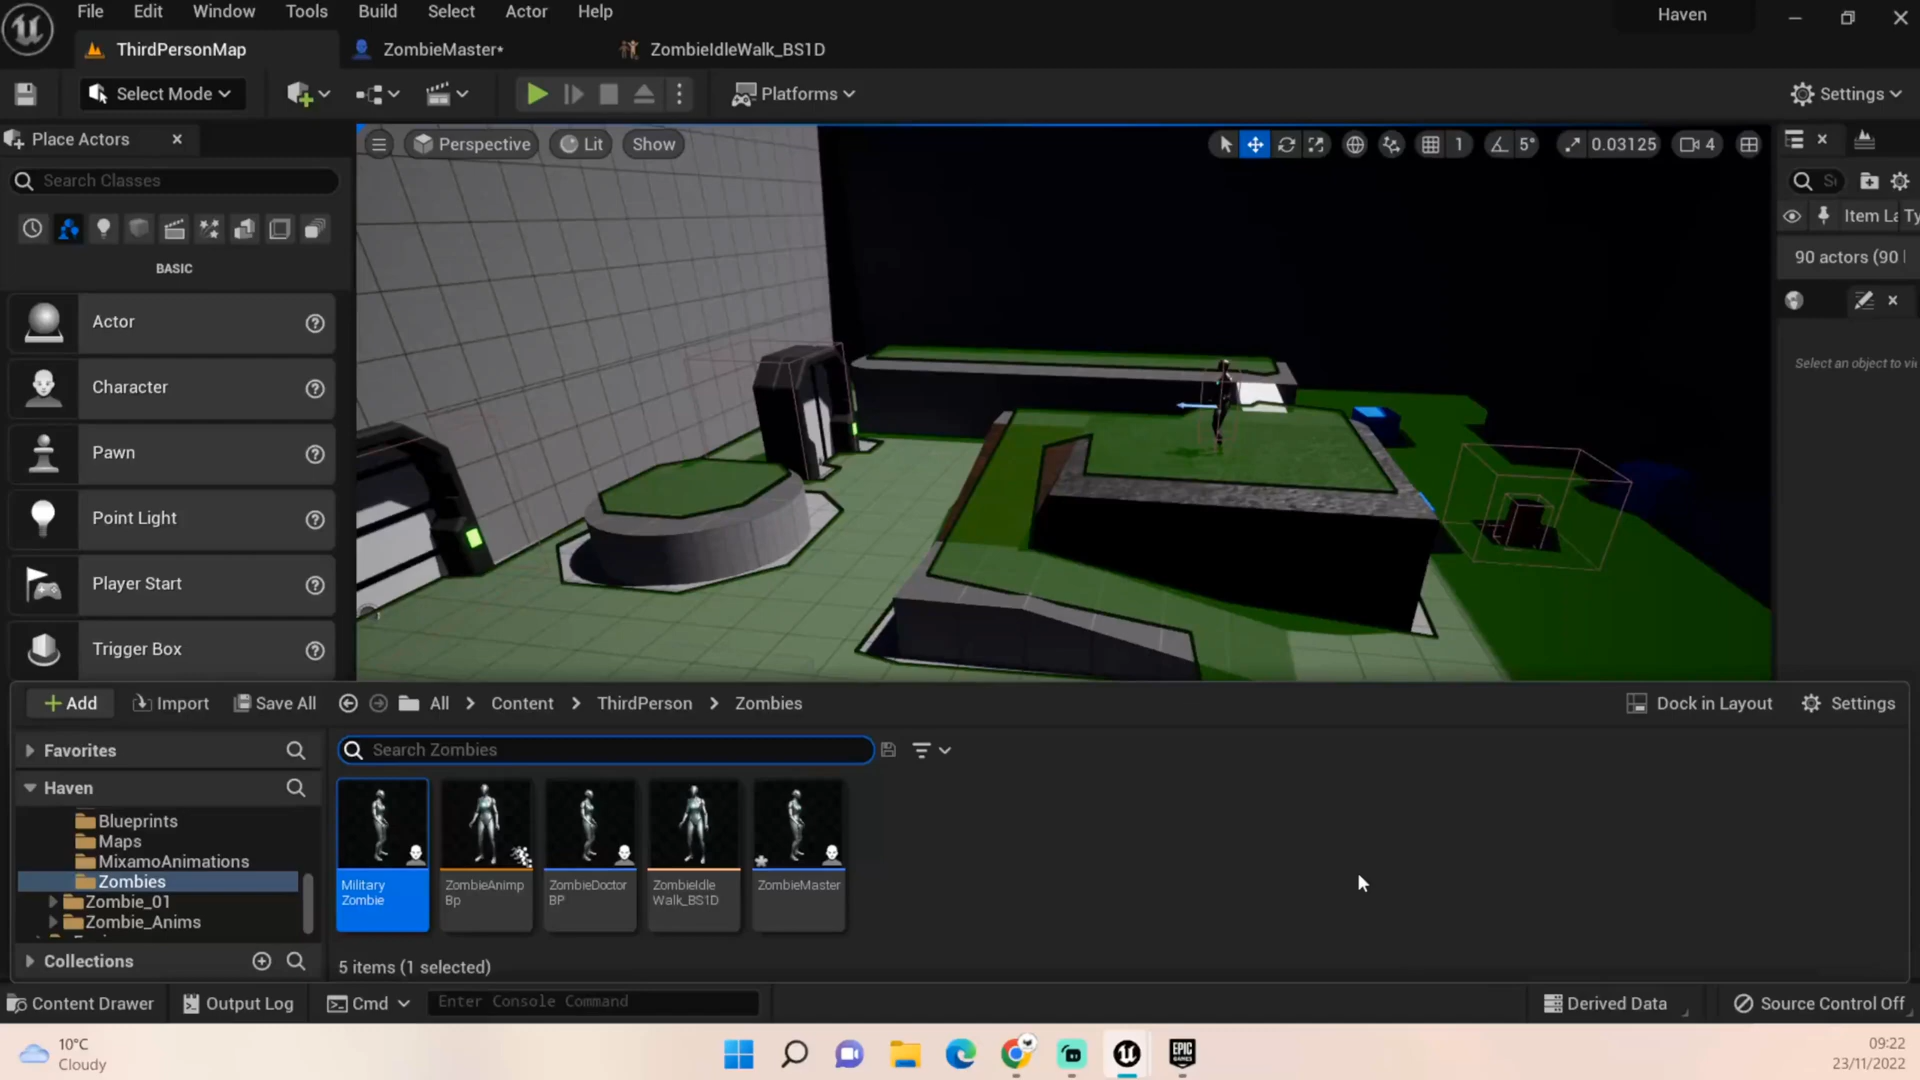 File Edit Window Tools Build Select Actor Help
Haven
ThirdPersonMap
ZombieMaster*
ZombieIdleWalk_BS1D
Select Mode
Platforms
Settings
Place Actors
Perspective
Lit
Show
1
5°
0.03125
4
Search Classes
Item La
Ty
BASIC
90 actors (90
Actor
Character
Pawn
Point Light
Player Start
Trigger Box
Select an object to vi
Add
Import
Save All
All > Content > ThirdPerson > Zombies
Dock in Layout
Settings
Favorites
Search Zombies
Haven
Blueprints
Maps
MixamoAnimations
Zombies
Zombie_01
Zombie_Anims
Military
Zombie
ZombieAnimp
Bp
ZombieDoctor
BP
ZombieIdle
Walk_BS1D
ZombieMaster
Collections
5 items (1 selected)
Content Drawer
Output Log
Cmd
Enter Console Command
Derived Data
Source Control Off
10°C
Cloudy
EPIC
GAMES
09:22
23/11/2022